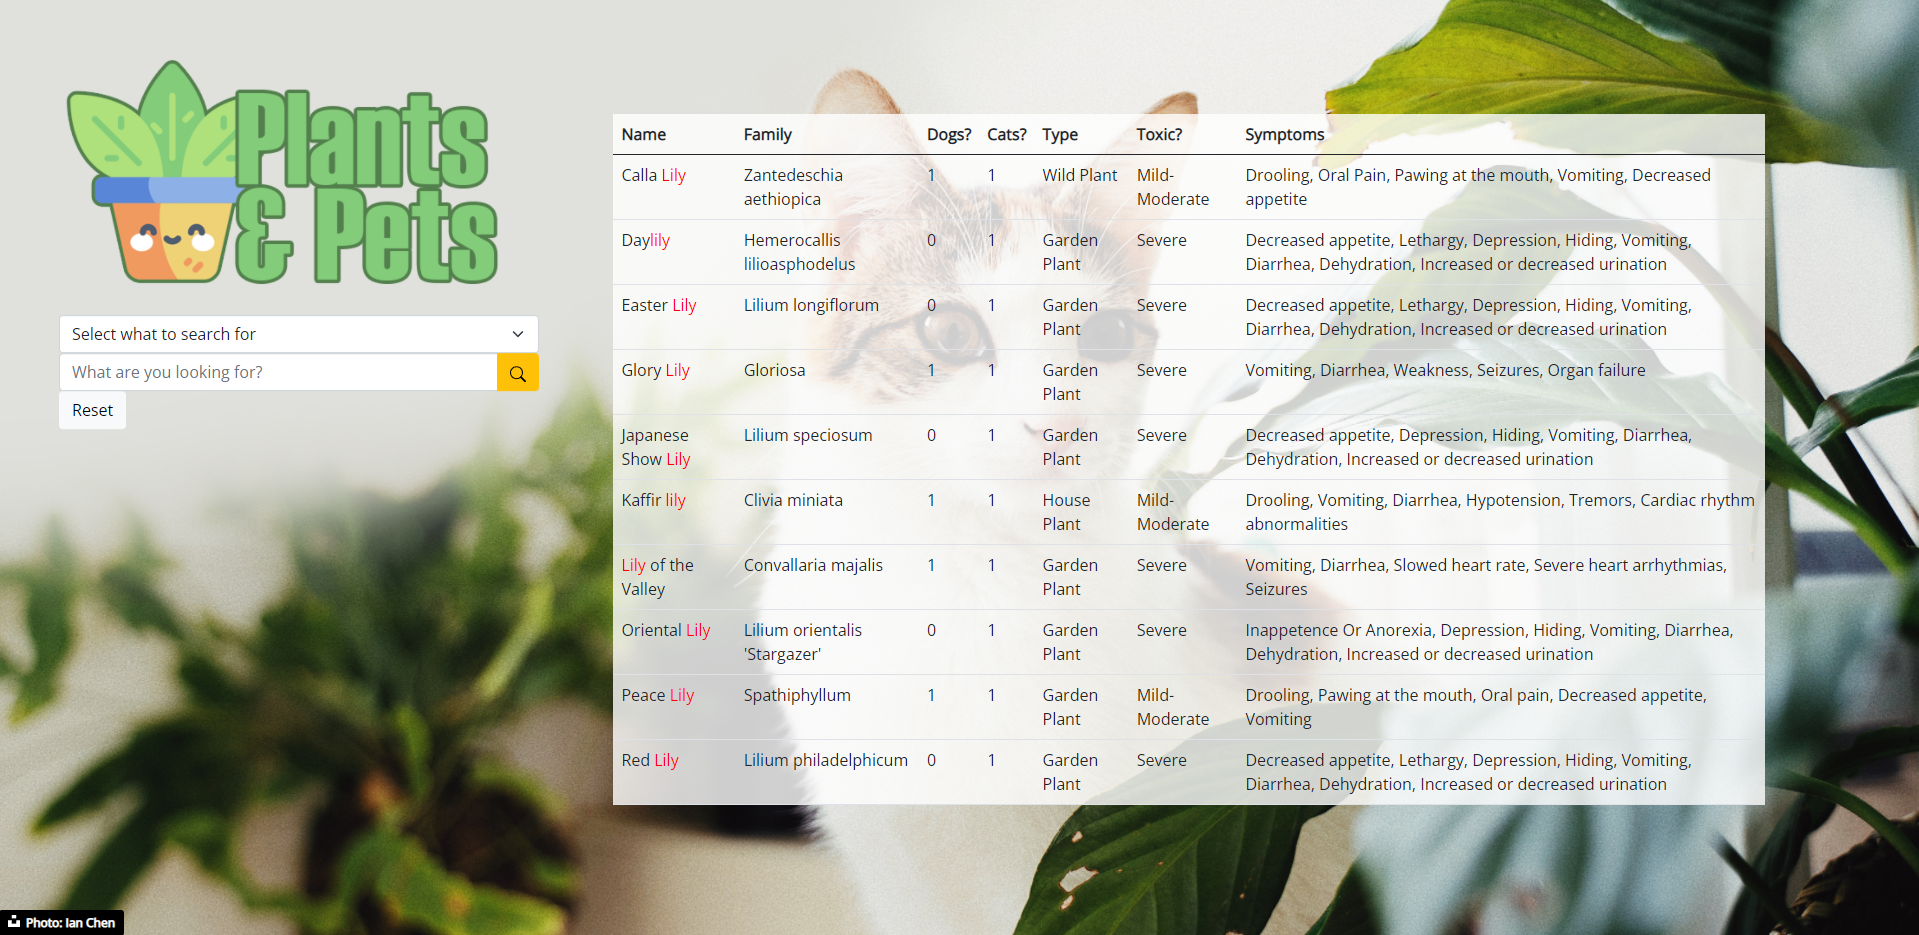 Plants
& Pets
Select what to search for
What are you looking for?
Reset
Name Family Dogs? Cats? Type Toxic? Symptoms
Calla Lily Zantedeschia 1 1 Wild Plant Mild- Drooling, Oral Pain, Pawing at the mouth, Vomiting, Decreased
aethiopica Moderate appetite
Daylily Hemerocallis 0 1 Garden Severe Decreased appetite, Lethargy, Depression, Hiding, Vomiting,
lilioasphodelus Plant Diarrhea, Dehydration, Increased or decreased urination
Easter Lily Lilium longiflorum 0 1 Garden Severe Decreased appetite, Lethargy, Depression, Hiding, Vomiting,
Plant Diarrhea, Dehydration, Increased or decreased urination
Glory Lily Gloriosa 1 1 Garden Severe Vomiting, Diarrhea, Weakness, Seizures, Organ failure
Plant
Japanese Lilium speciosum 0 1 Garden Severe Decreased appetite, Depression, Hiding, Vomiting, Diarrhea,
Show Lily Plant Dehydration, Increased or decreased urination
Kaffir lily Clivia miniata 1 1 House Mild- Drooling, Vomiting, Diarrhea, Hypotension, Tremors, Cardiac rhythm
Plant Moderate abnormalities
Lily of the Convallaria majalis 1 1 Garden Severe Vomiting, Diarrhea, Slowed heart rate, Severe heart arrhythmias,
Valley Plant Seizures
Oriental Lily Lilium orientalis 0 1 Garden Severe Inappetence Or Anorexia, Depression, Hiding, Vomiting, Diarrhea,
'Stargazer' Plant Dehydration, Increased or decreased urination
Peace Lily Spathiphyllum 1 1 Garden Mild- Drooling, Pawing at the mouth, Oral pain, Decreased appetite,
Plant Moderate Vomiting
Red Lily Lilium philadelphicum 0 1 Garden Severe Decreased appetite, Lethargy, Depression, Hiding, Vomiting,
Plant Diarrhea, Dehydration, Increased or decreased urination
Photo: Ian Chen